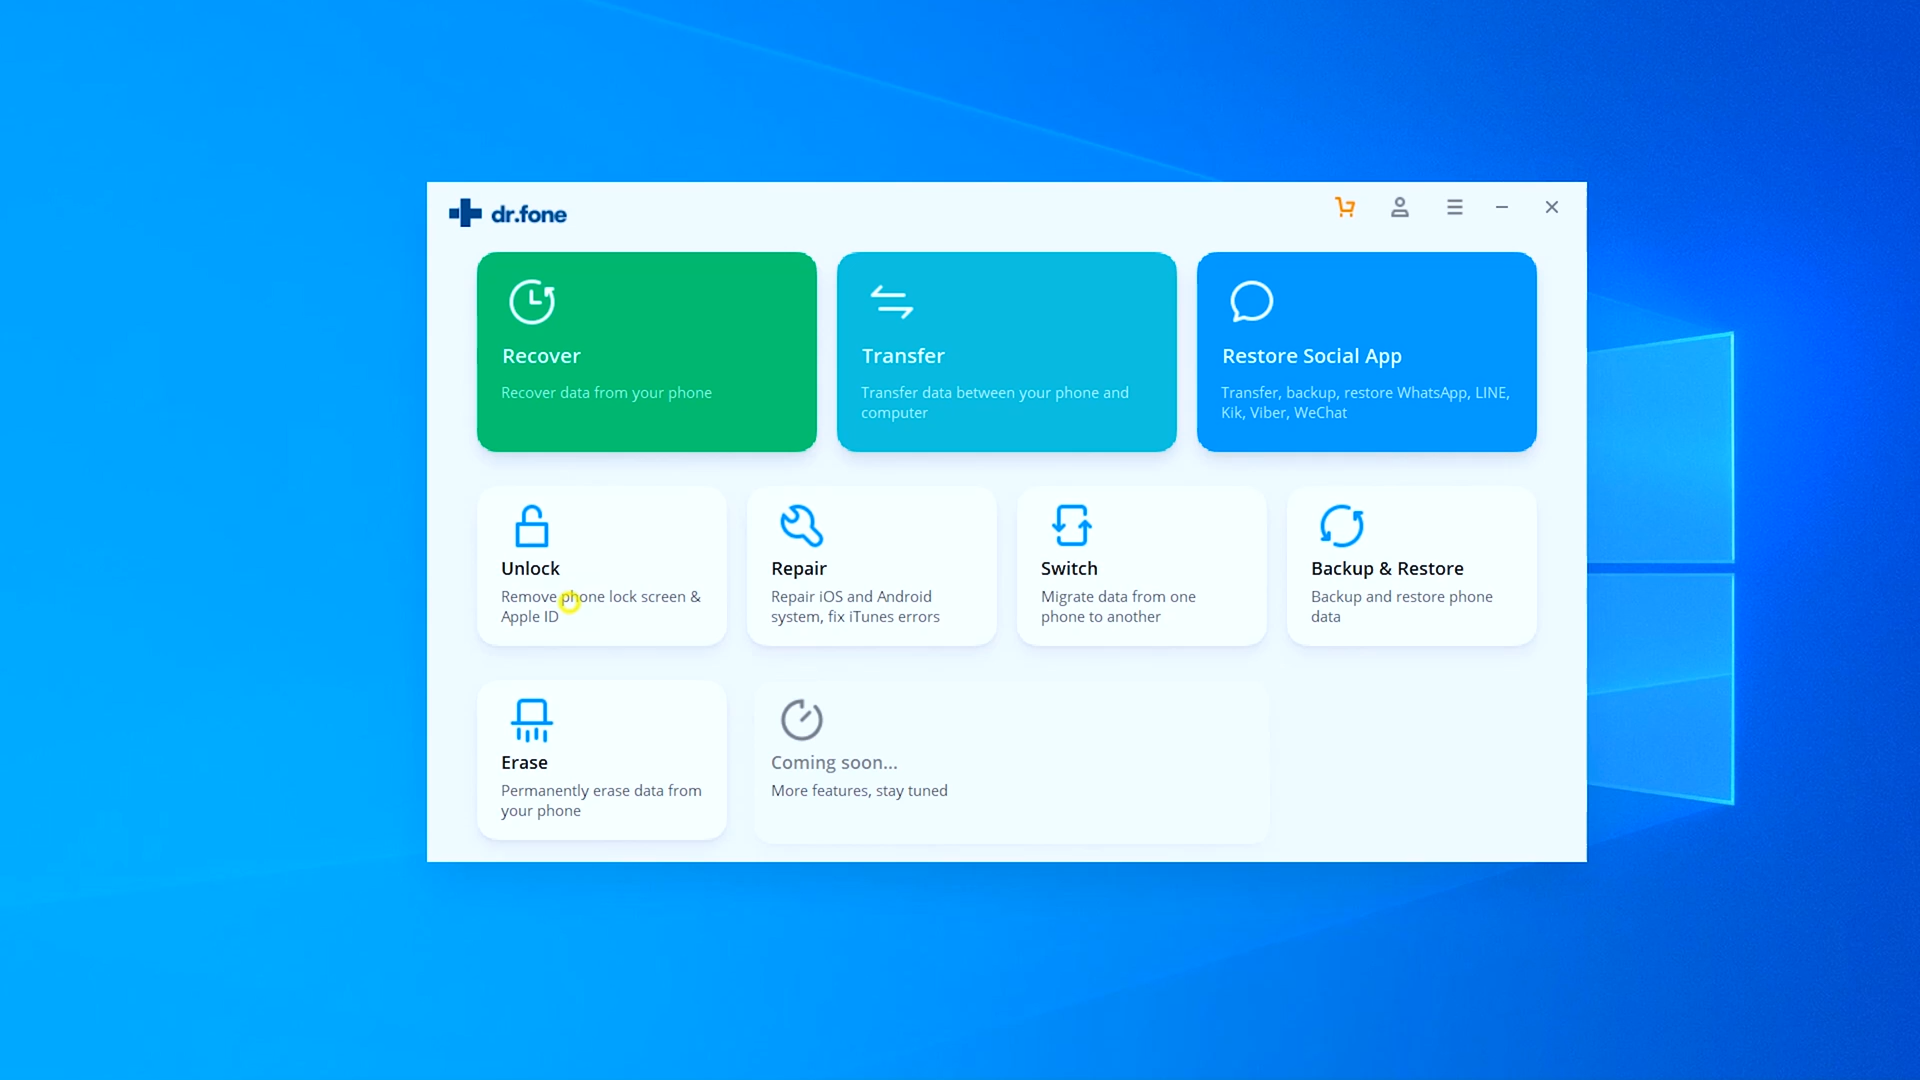 dr.fone
Recover
Recover data from your phone
Transfer
Transfer data between your phone and
computer
Restore Social App
Transfer, backup, restore WhatsApp, LINE,
Kik, Viber, WeChat
Unlock
Remove phone lock screen &
Apple ID
Repair
Repair iOS and Android
system, fix iTunes errors
Switch
Migrate data from one
phone to another
Backup & Restore
Backup and restore phone
data
Erase
Permanently erase data from
your phone
Coming soon...
More features, stay tuned